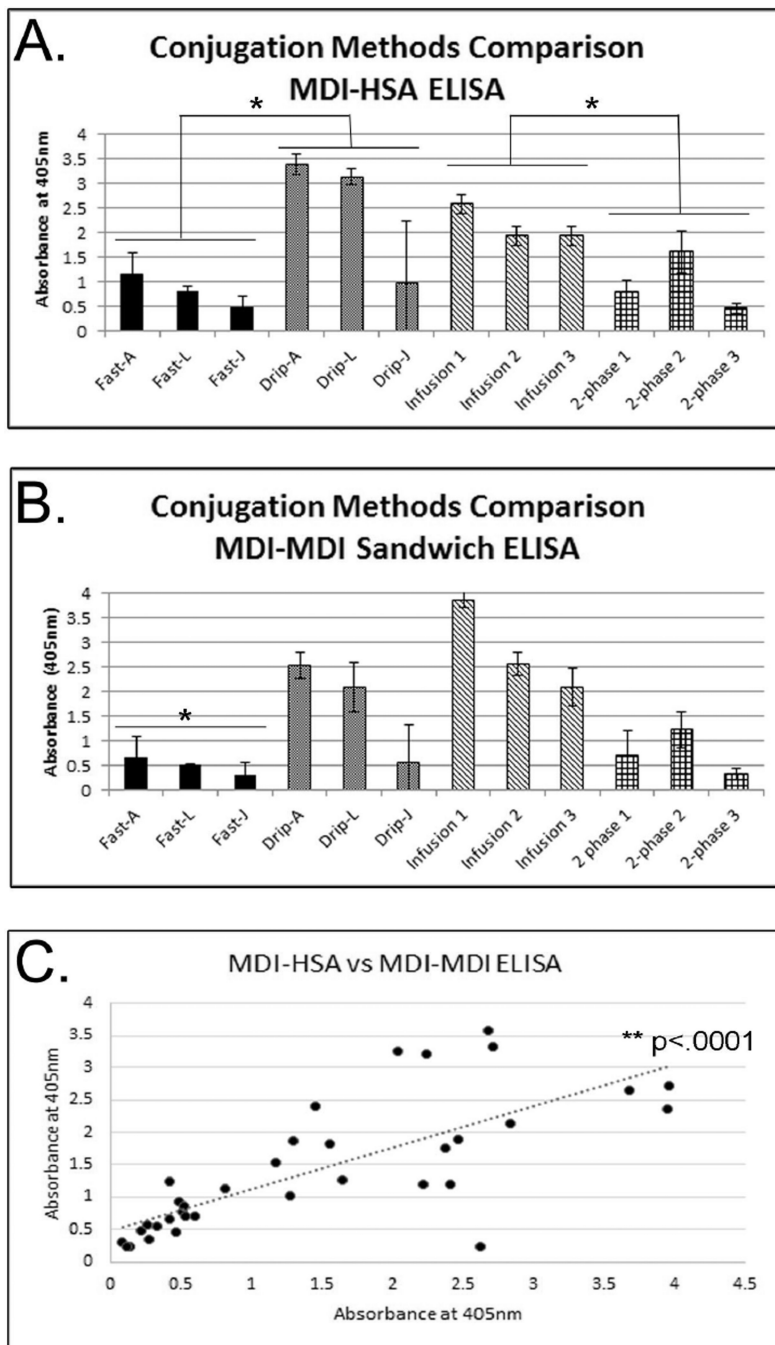 A.
Conjugation Methods Comparison
MDI-HSA ELISA
*
*
Absorbance at 405nm
4
3.5
3
2.5
2
1.5
1
0.5
0
Fast-A
Fast-L
Fast-J
Drip-A
Drip-L
Drip-J
Infusion 1
Infusion 2
Infusion 3
2-phase 1
2-phase 2
2-phase 3
B.
Conjugation Methods Comparison
MDI-MDI Sandwich ELISA
Absorbance (405nm)
4
3.5
3
2.5
2
1.5
1
0.5
0
*
Fast-A
Fast-L
Fast-J
Drip-A
Drip-L
Drip-J
Infusion 1
Infusion 2
Infusion 3
2 phase 1
2-phase 2
2-phase 3
C.
MDI-HSA vs MDI-MDI ELISA
Absorbance at 405nm
4
3.5
3
2.5
2
1.5
1
0.5
0
** p<.0001
0 0.5 1 1.5 2 2.5 3 3.5 4 4.5
Absorbance at 405nm